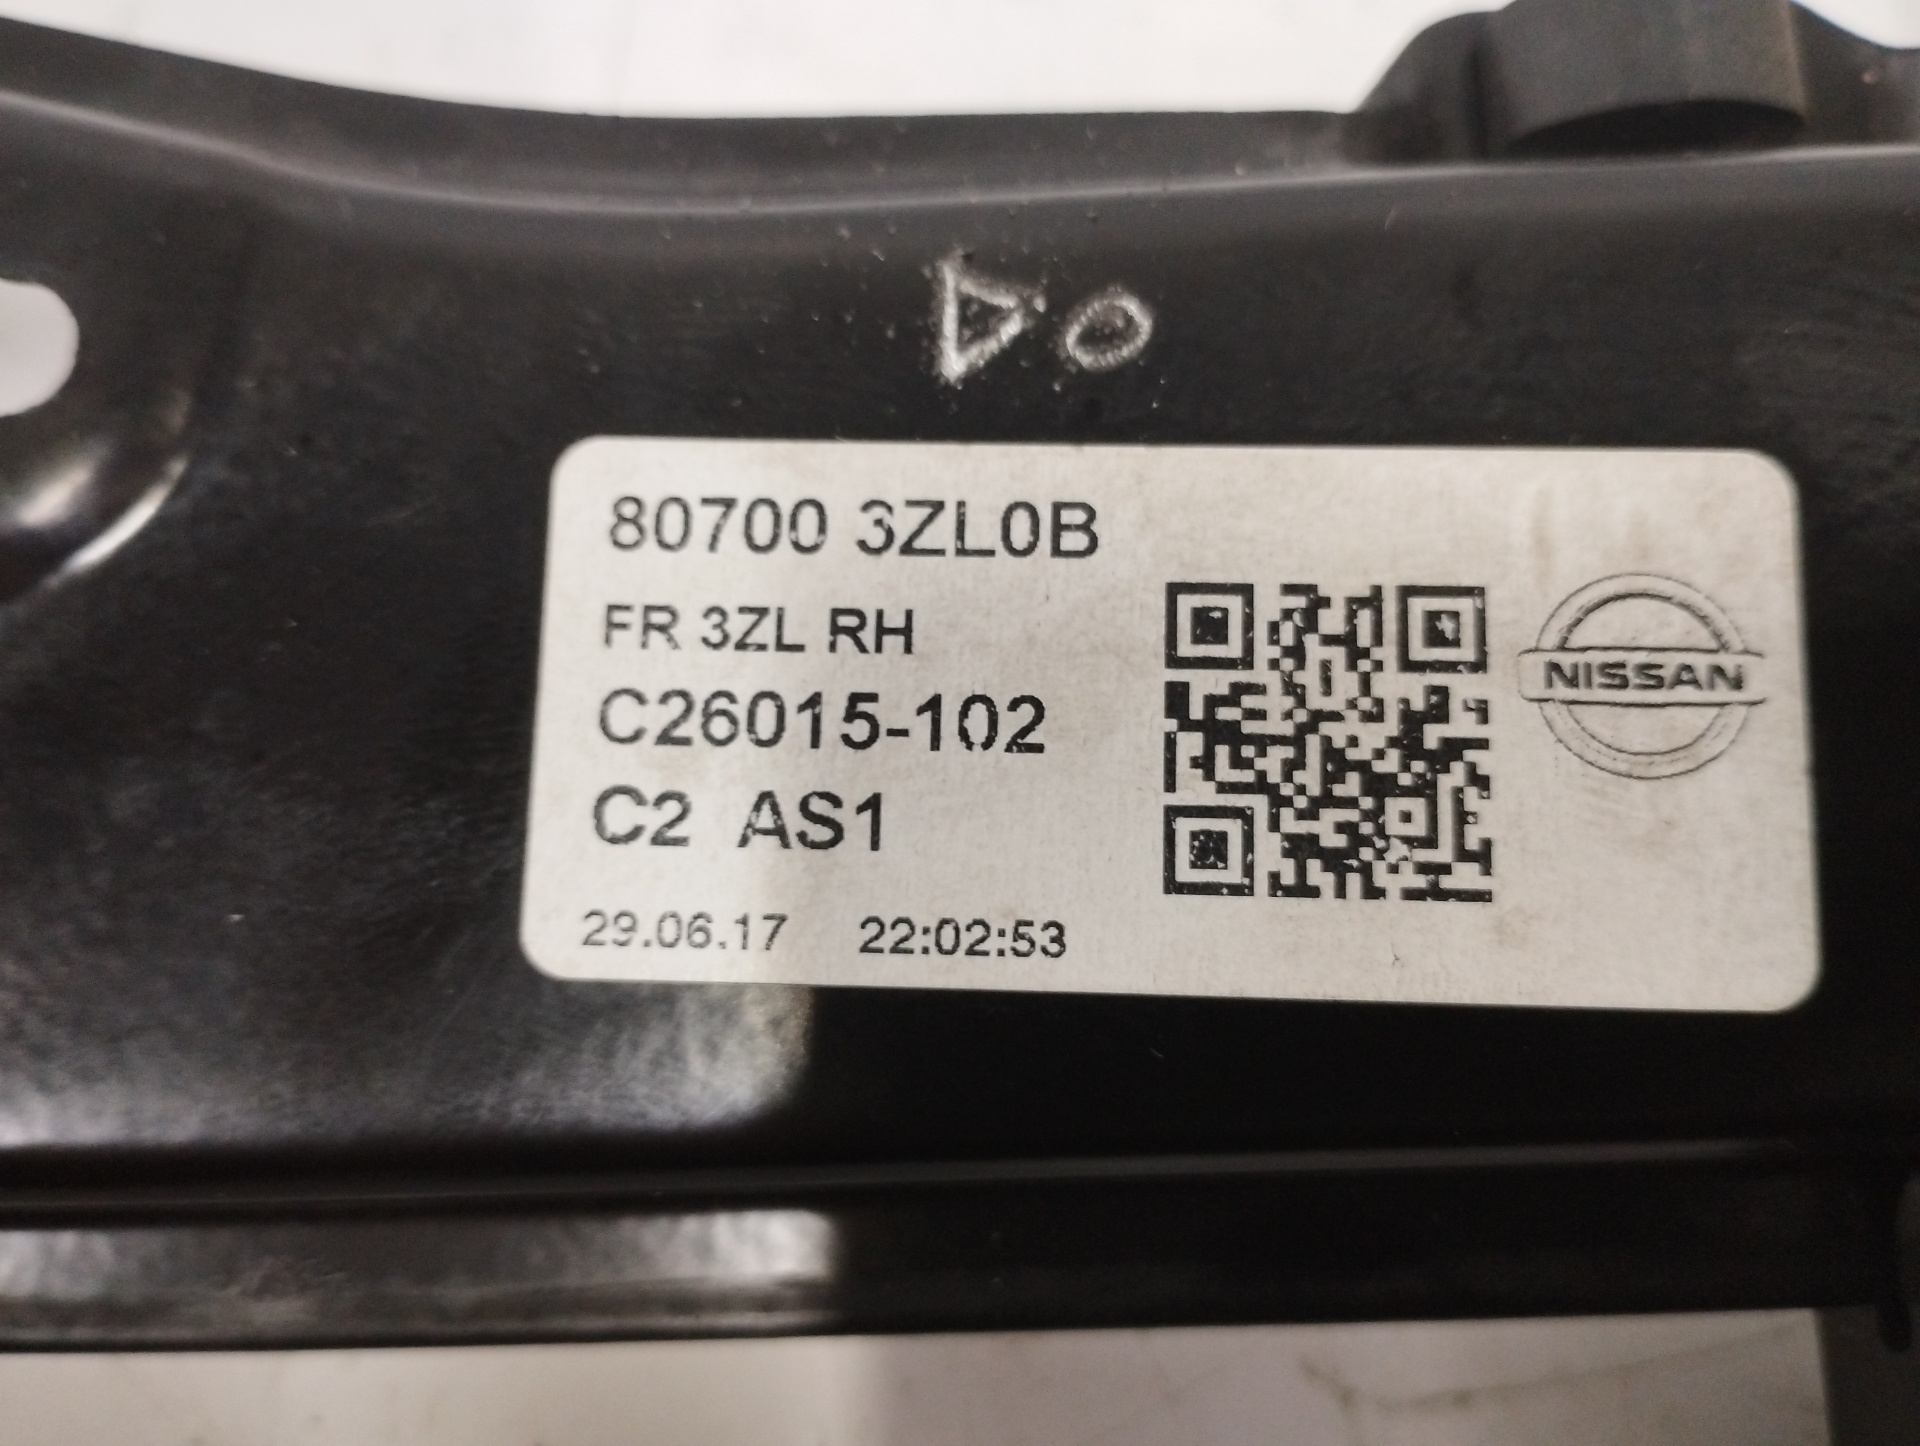 80700 3ZL0B
FR 3ZL RH
C26015-102
C2 AS1
29.06.17 22:02:53
NISSAN